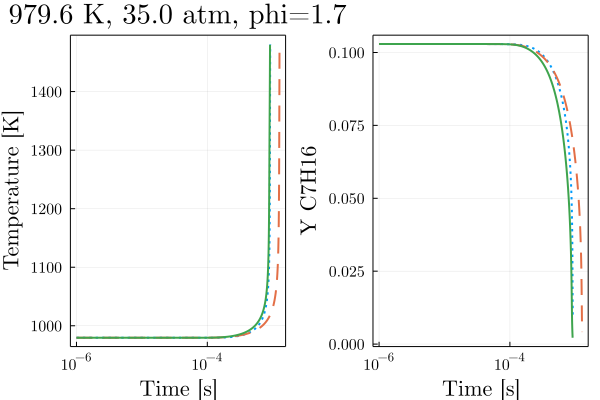 979.6 K, 35.0 atm, phi=1.7
Temperature [K]
1400
1300
1200
1100
1000
10⁻⁶
10⁻⁴
Time [s]
Y C7H16
0.100
0.075
0.050
0.025
0.000
10⁻⁶
10⁻⁴
Time [s]